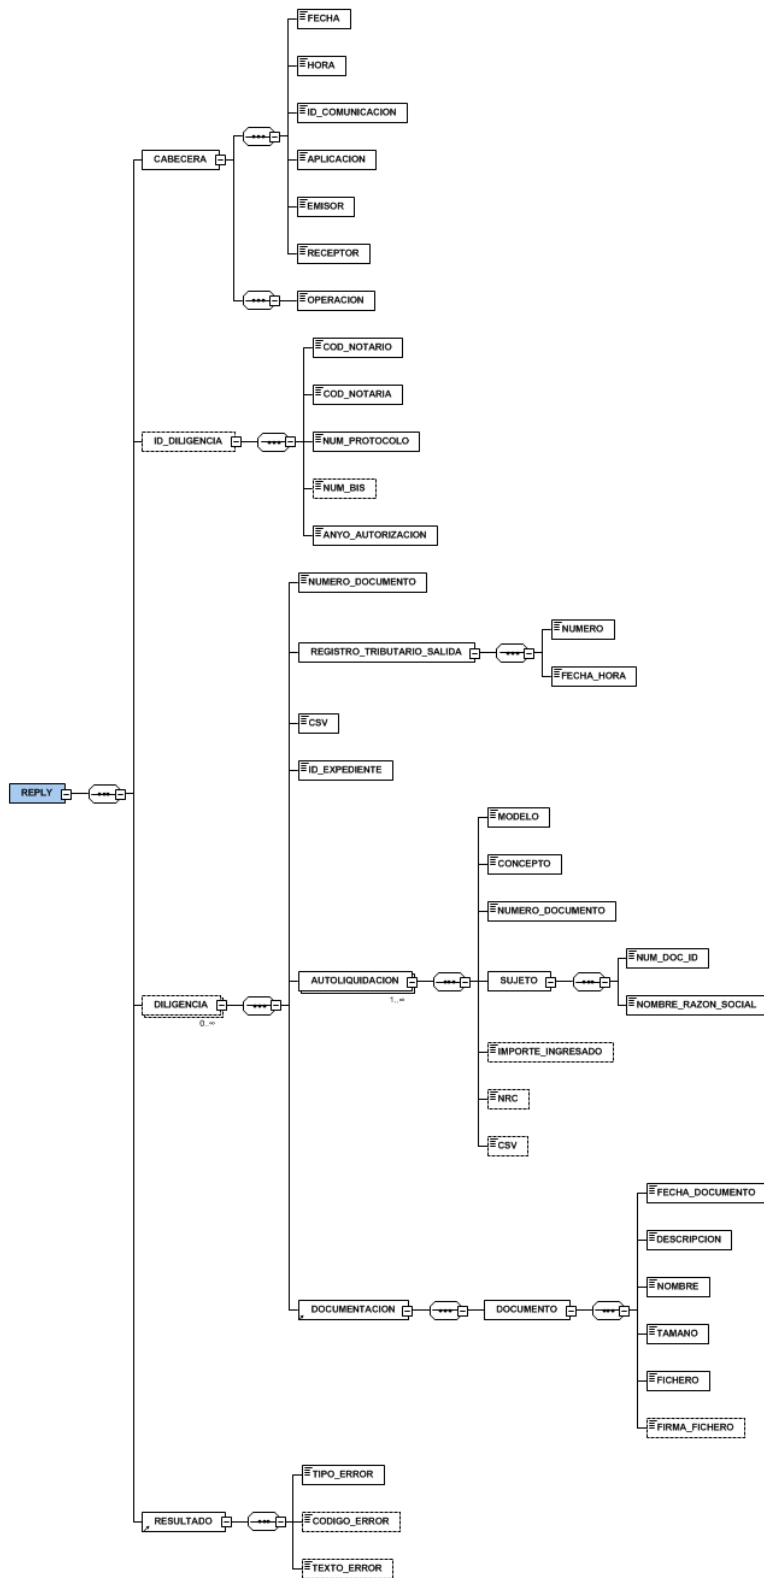 FECHA
HORA
ID_COMUNICACION
CABECERA
APLICACION
EMISOR
RECEPTOR
OPERACION
COD_NOTARIO
COD_NOTARIA
ID_DILIGENCIA
NUM_PROTOCOLO
NUM_BIS
ANYO_AUTORIZACION
NUMERO_DOCUMENTO
REGISTRO_TRIBUTARIO_SALIDA
NUMERO
FECHA_HORA
CSV
ID_EXPEDIENTE
REPLY
MODELO
CONCEPTO
NUMERO_DOCUMENTO
AUTOLIQUIDACION
1..∞
SUJETO
NUM_DOC_ID
NOMBRE_RAZON_SOCIAL
DILIGENCIA
0..∞
IMPORTE_INGRESADO
NRC
CSV
FECHA_DOCUMENTO
DESCRIPCION
NOMBRE
DOCUMENTACION
DOCUMENTO
TAMANO
FICHERO
FIRMA_FICHERO
TIPO_ERROR
RESULTADO
CODIGO_ERROR
TEXTO_ERROR